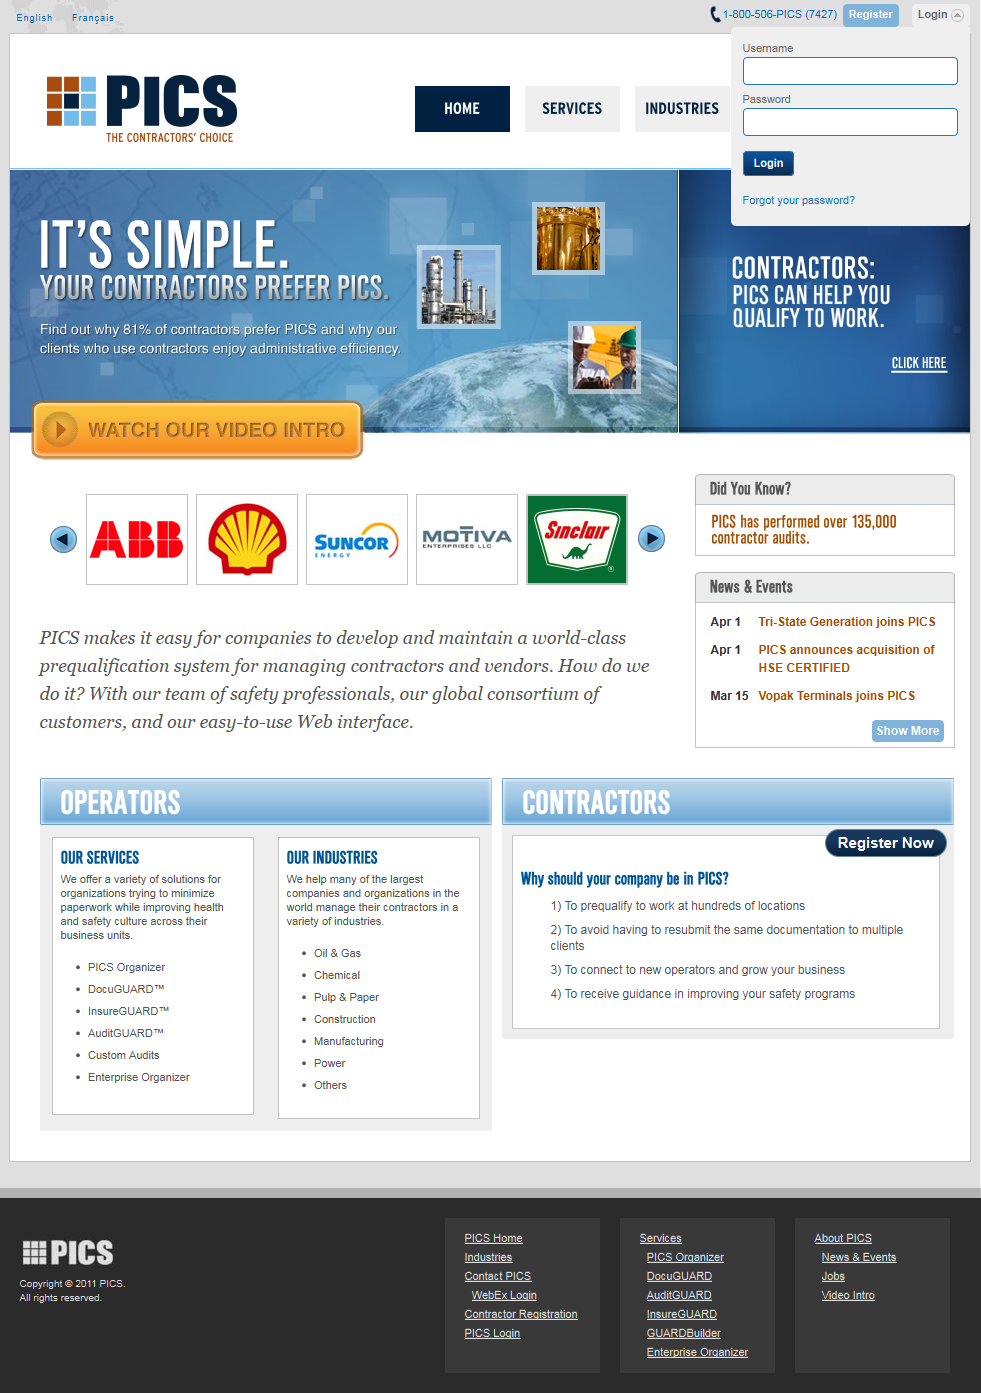 English Français
1-800-506-PICS (7427) Register Login
Username
Password
Login
Forgot your password?
PICS
THE CONTRACTORS' CHOICE
HOME SERVICES INDUSTRIES
IT'S SIMPLE.
YOUR CONTRACTORS PREFER PICS.
Find out why 81% of contractors prefer PICS and why our
clients who use contractors enjoy administrative efficiency.
WATCH OUR VIDEO INTRO
CONTRACTORS:
PICS CAN HELP YOU
QUALIFY TO WORK.
CLICK HERE
ABB
SUNCOR
ENERGY
MOTIVA
ENTERPRISES LLC
Sinclair
®
Did You Know?
PICS has performed over 135,000
contractor audits.
News & Events
Apr 1 Tri-State Generation joins PICS
Apr 1 PICS announces acquisition of
HSE CERTIFIED
Mar 15 Vopak Terminals joins PICS
Show More
PICS makes it easy for companies to develop and maintain a world-class
prequalification system for managing contractors and vendors. How do we
do it? With our team of safety professionals, our global consortium of
customers, and our easy-to-use Web interface.
OPERATORS
OUR SERVICES
We offer a variety of solutions for
organizations trying to minimize
paperwork while improving health
and safety culture across their
business units.
• PICS Organizer
• DocuGUARD™
• InsureGUARD™
• AuditGUARD™
• Custom Audits
• Enterprise Organizer
OUR INDUSTRIES
We help many of the largest
companies and organizations in the
world manage their contractors in a
variety of industries.
• Oil & Gas
• Chemical
• Pulp & Paper
• Construction
• Manufacturing
• Power
• Others
CONTRACTORS
Register Now
Why should your company be in PICS?
1) To prequalify to work at hundreds of locations
2) To avoid having to resubmit the same documentation to multiple
clients
3) To connect to new operators and grow your business
4) To receive guidance in improving your safety programs
PICS
Copyright © 2011 PICS.
All rights reserved.
PICS Home
Industries
Contact PICS
WebEx Login
Contractor Registration
PICS Login
Services
PICS Organizer
DocuGUARD
AuditGUARD
InsureGUARD
GUARDBuilder
Enterprise Organizer
About PICS
News & Events
Jobs
Video Intro